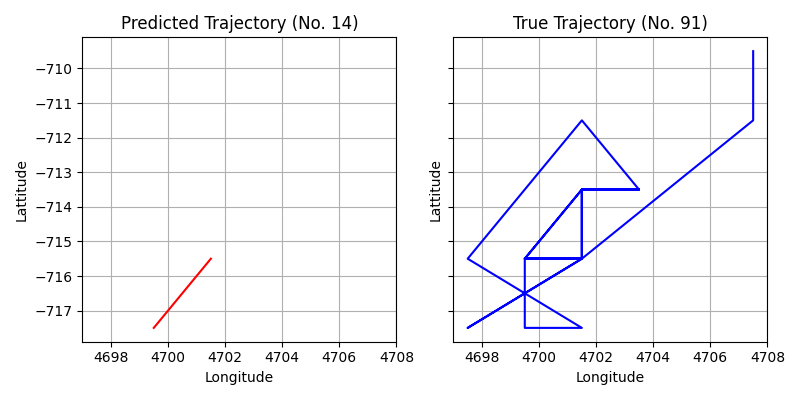 Predicted Trajectory (No. 14)
True Trajectory (No. 91)
−710
−711
−712
−713
−714
−715
−716
−717
Lattitude
Lattitude
4698 4700 4702 4704 4706 4708
4698 4700 4702 4704 4706 4708
Longitude
Longitude